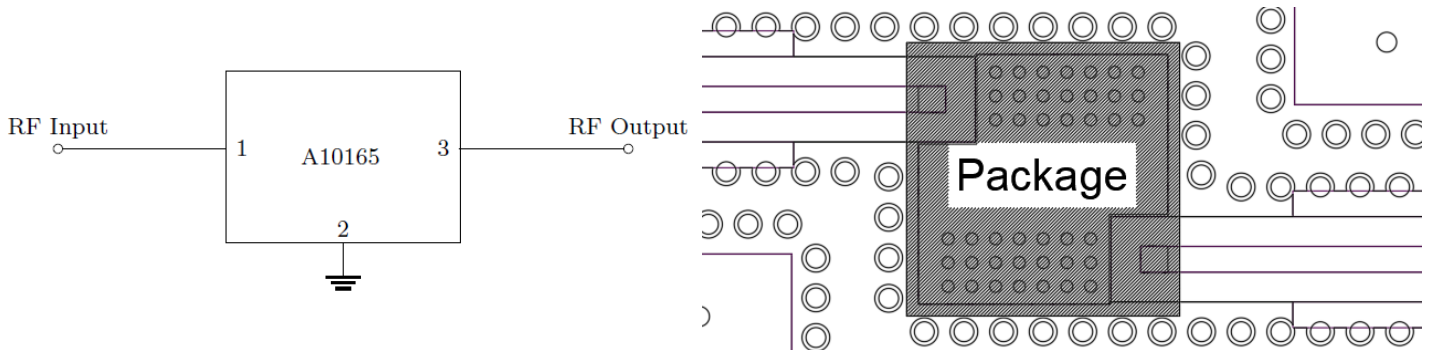 RF Input
RF Output
1
A10165
3
2
Package